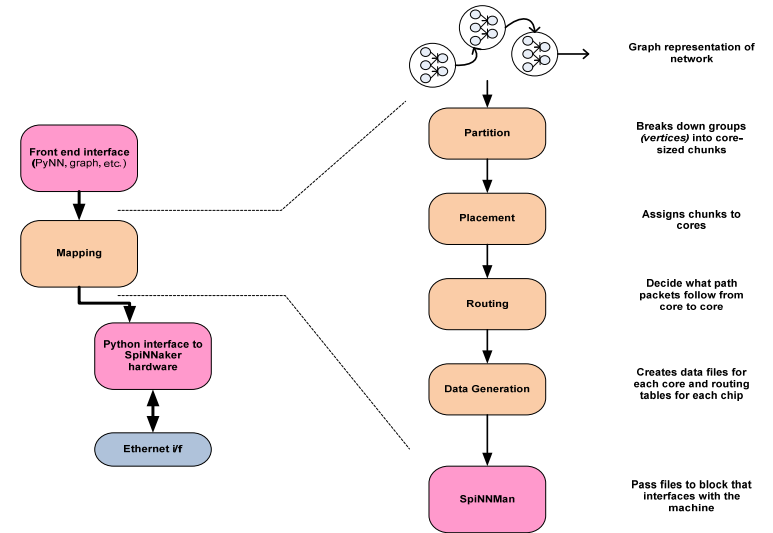 Graph representation of
network
Front end interface
(PyNN, graph, etc.)
Mapping
Python interface to
SpiNNaker
hardware
Ethernet i/f
Partition
Breaks down groups
(vertices) into core-
sized chunks
Placement
Assigns chunks to
cores
Routing
Decide what path
packets follow from
core to core
Data Generation
Creates data files for
each core and routing
tables for each chip
SpiNNMan
Pass files to block that
interfaces with the
machine